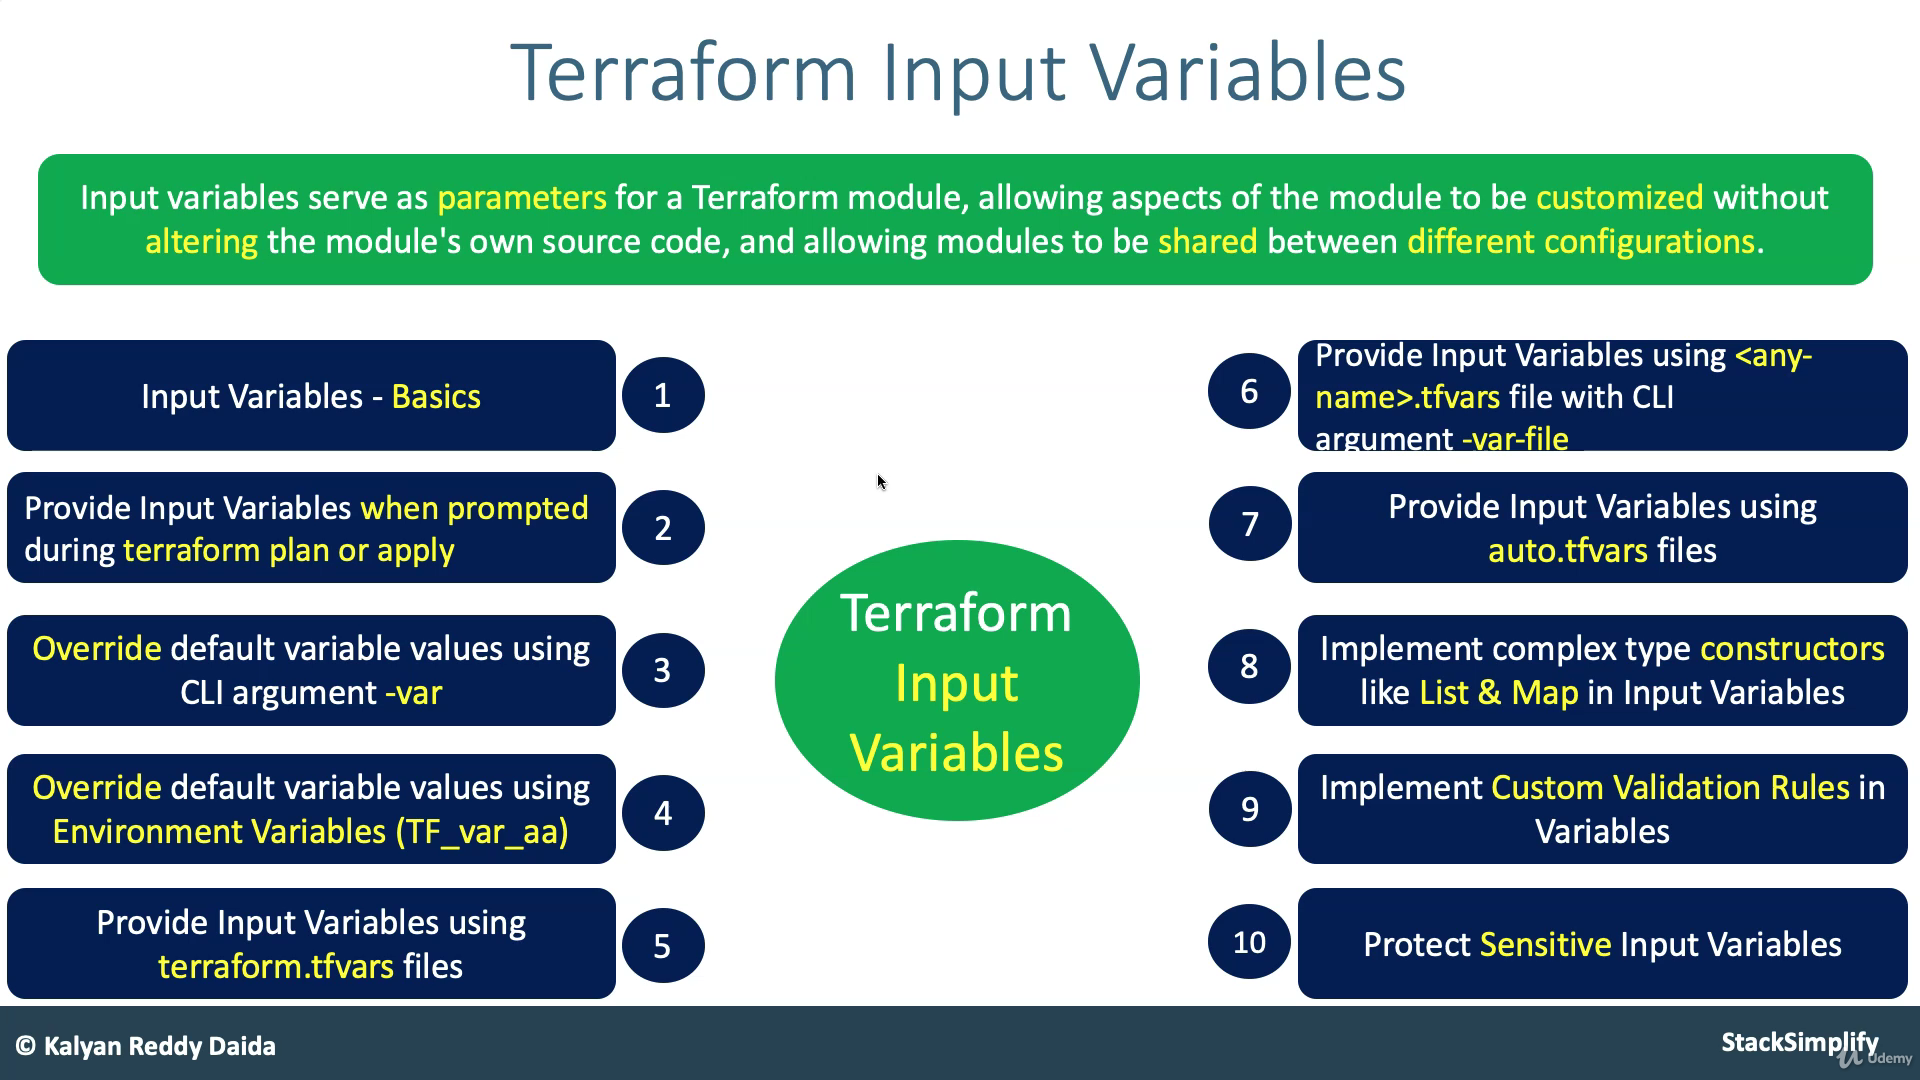 Terraform Input Variables
Input variables serve as parameters for a Terraform module, allowing aspects of the module to be customized without
altering the module's own source code, and allowing modules to be shared between different configurations.
Input Variables - Basics
1
Provide Input Variables when prompted
during terraform plan or apply
2
Override default variable values using
CLI argument -var
3
Override default variable values using
Environment Variables (TF_var_aa)
4
Provide Input Variables using
terraform.tfvars files
5
Terraform
Input
Variables
6
Provide Input Variables using <any-
name>.tfvars file with CLI
argument -var-file
7
Provide Input Variables using
auto.tfvars files
8
Implement complex type constructors
like List & Map in Input Variables
9
Implement Custom Validation Rules in
Variables
10
Protect Sensitive Input Variables
© Kalyan Reddy Daida
StackSimplify
Udemy